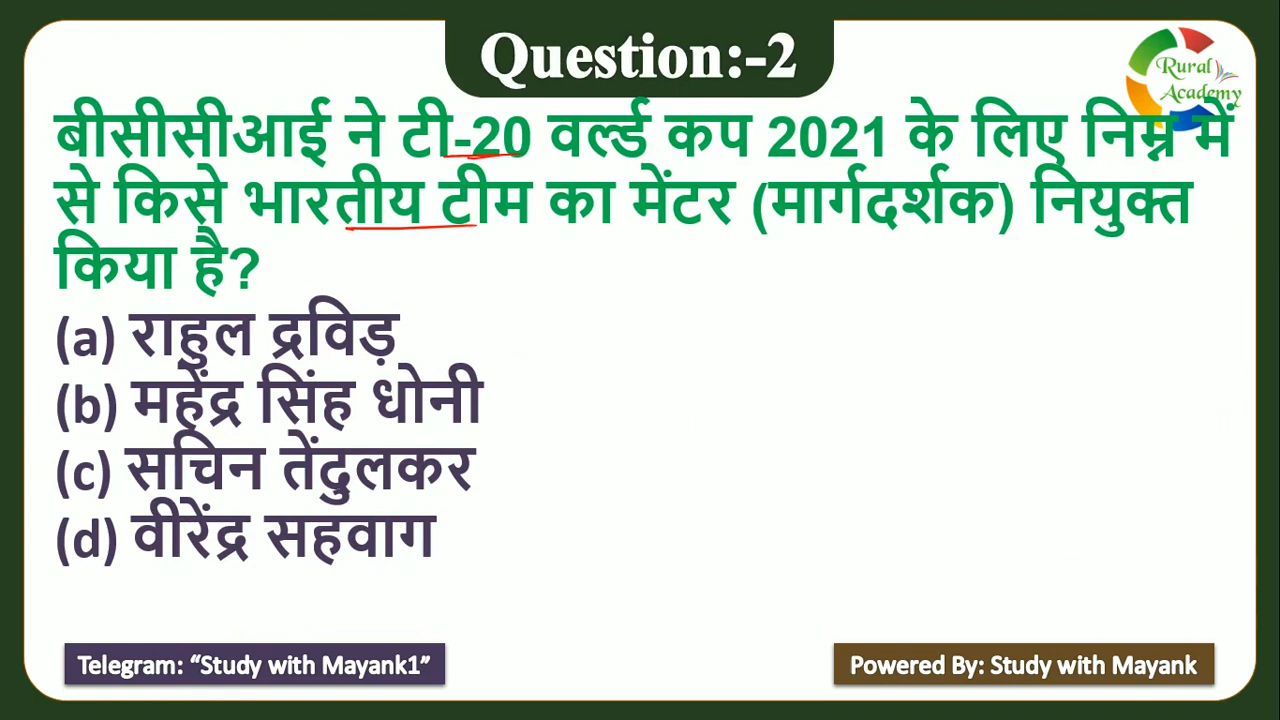 Question:-2
Rural
Academy
बीसीसीआई ने टी-20 वर्ल्ड कप 2021 के लिए निम्न में
से किसे भारतीय टीम का मेंटर (मार्गदर्शक) नियुक्त
किया है?
(a) राहुल द्रविड़
(b) महेंद्र सिंह धोनी
(c) सचिन तेंदुलकर
(d) वीरेंद्र सहवाग
Telegram: “Study with Mayank1”
Powered By: Study with Mayank